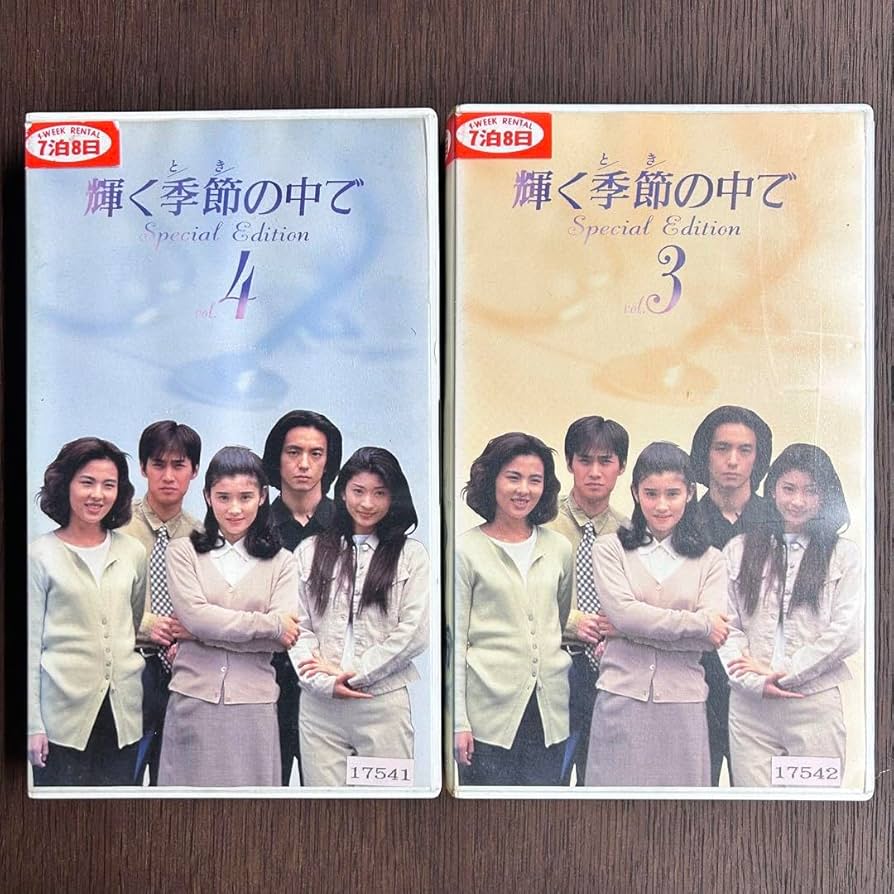 1WEEK RENTAL
7泊8日
とき
輝く季節の中で
Special Edition
vol. 4
17541
1WEEK RENTAL
7泊8日
とき
輝く季節の中で
Special Edition
vol. 3
17542